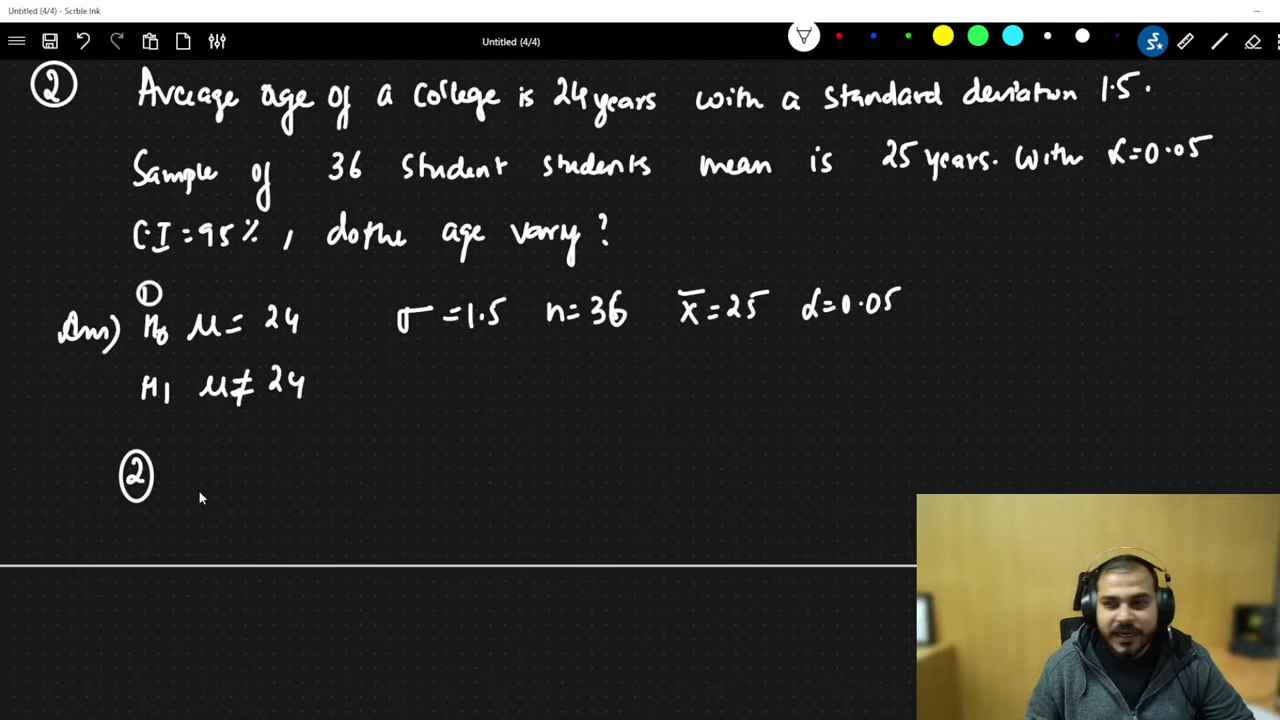 Untitled (4/4) - Scrble Ink
Untitled (4/4)
② Average age of a college is 24 years with a standard deviation 1.5.
Sample of 36 student students mean is 25 years. With α=0.05
C.I = 95%, do the age vary?
①
Ans) H₀ μ = 24 σ = 1.5 n = 36 x̄ = 25 α = 0.05
H₁ μ ≠ 24
②